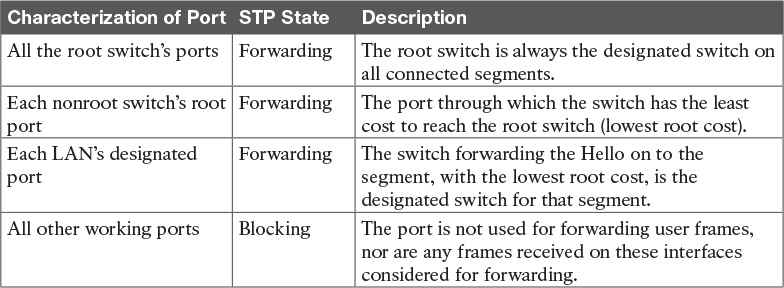 Characterization of Port STP State Description
All the root switch's ports Forwarding The root switch is always the designated switch on
all connected segments.
Each nonroot switch's root Forwarding The port through which the switch has the least
port cost to reach the root switch (lowest root cost).
Each LAN's designated Forwarding The switch forwarding the Hello on to the
port segment, with the lowest root cost, is the
designated switch for that segment.
All other working ports Blocking The port is not used for forwarding user frames,
nor are any frames received on these interfaces
considered for forwarding.